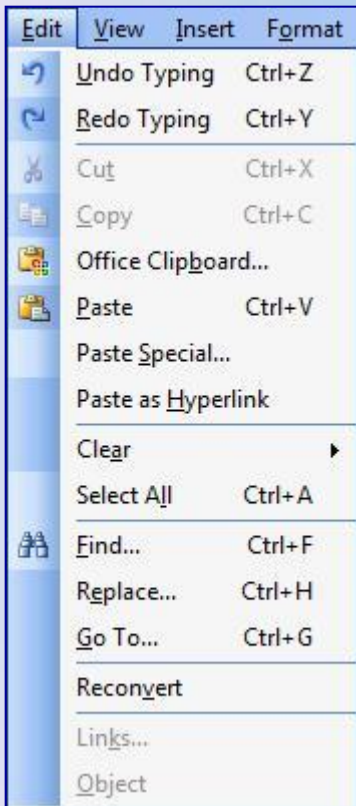 Edit View Insert Format
Undo Typing Ctrl+Z
Redo Typing Ctrl+Y
Cut Ctrl+X
Copy Ctrl+C
Office Clipboard...
Paste Ctrl+V
Paste Special...
Paste as Hyperlink
Clear
Select All Ctrl+A
Find... Ctrl+F
Replace... Ctrl+H
Go To... Ctrl+G
Reconvert
Links...
Object